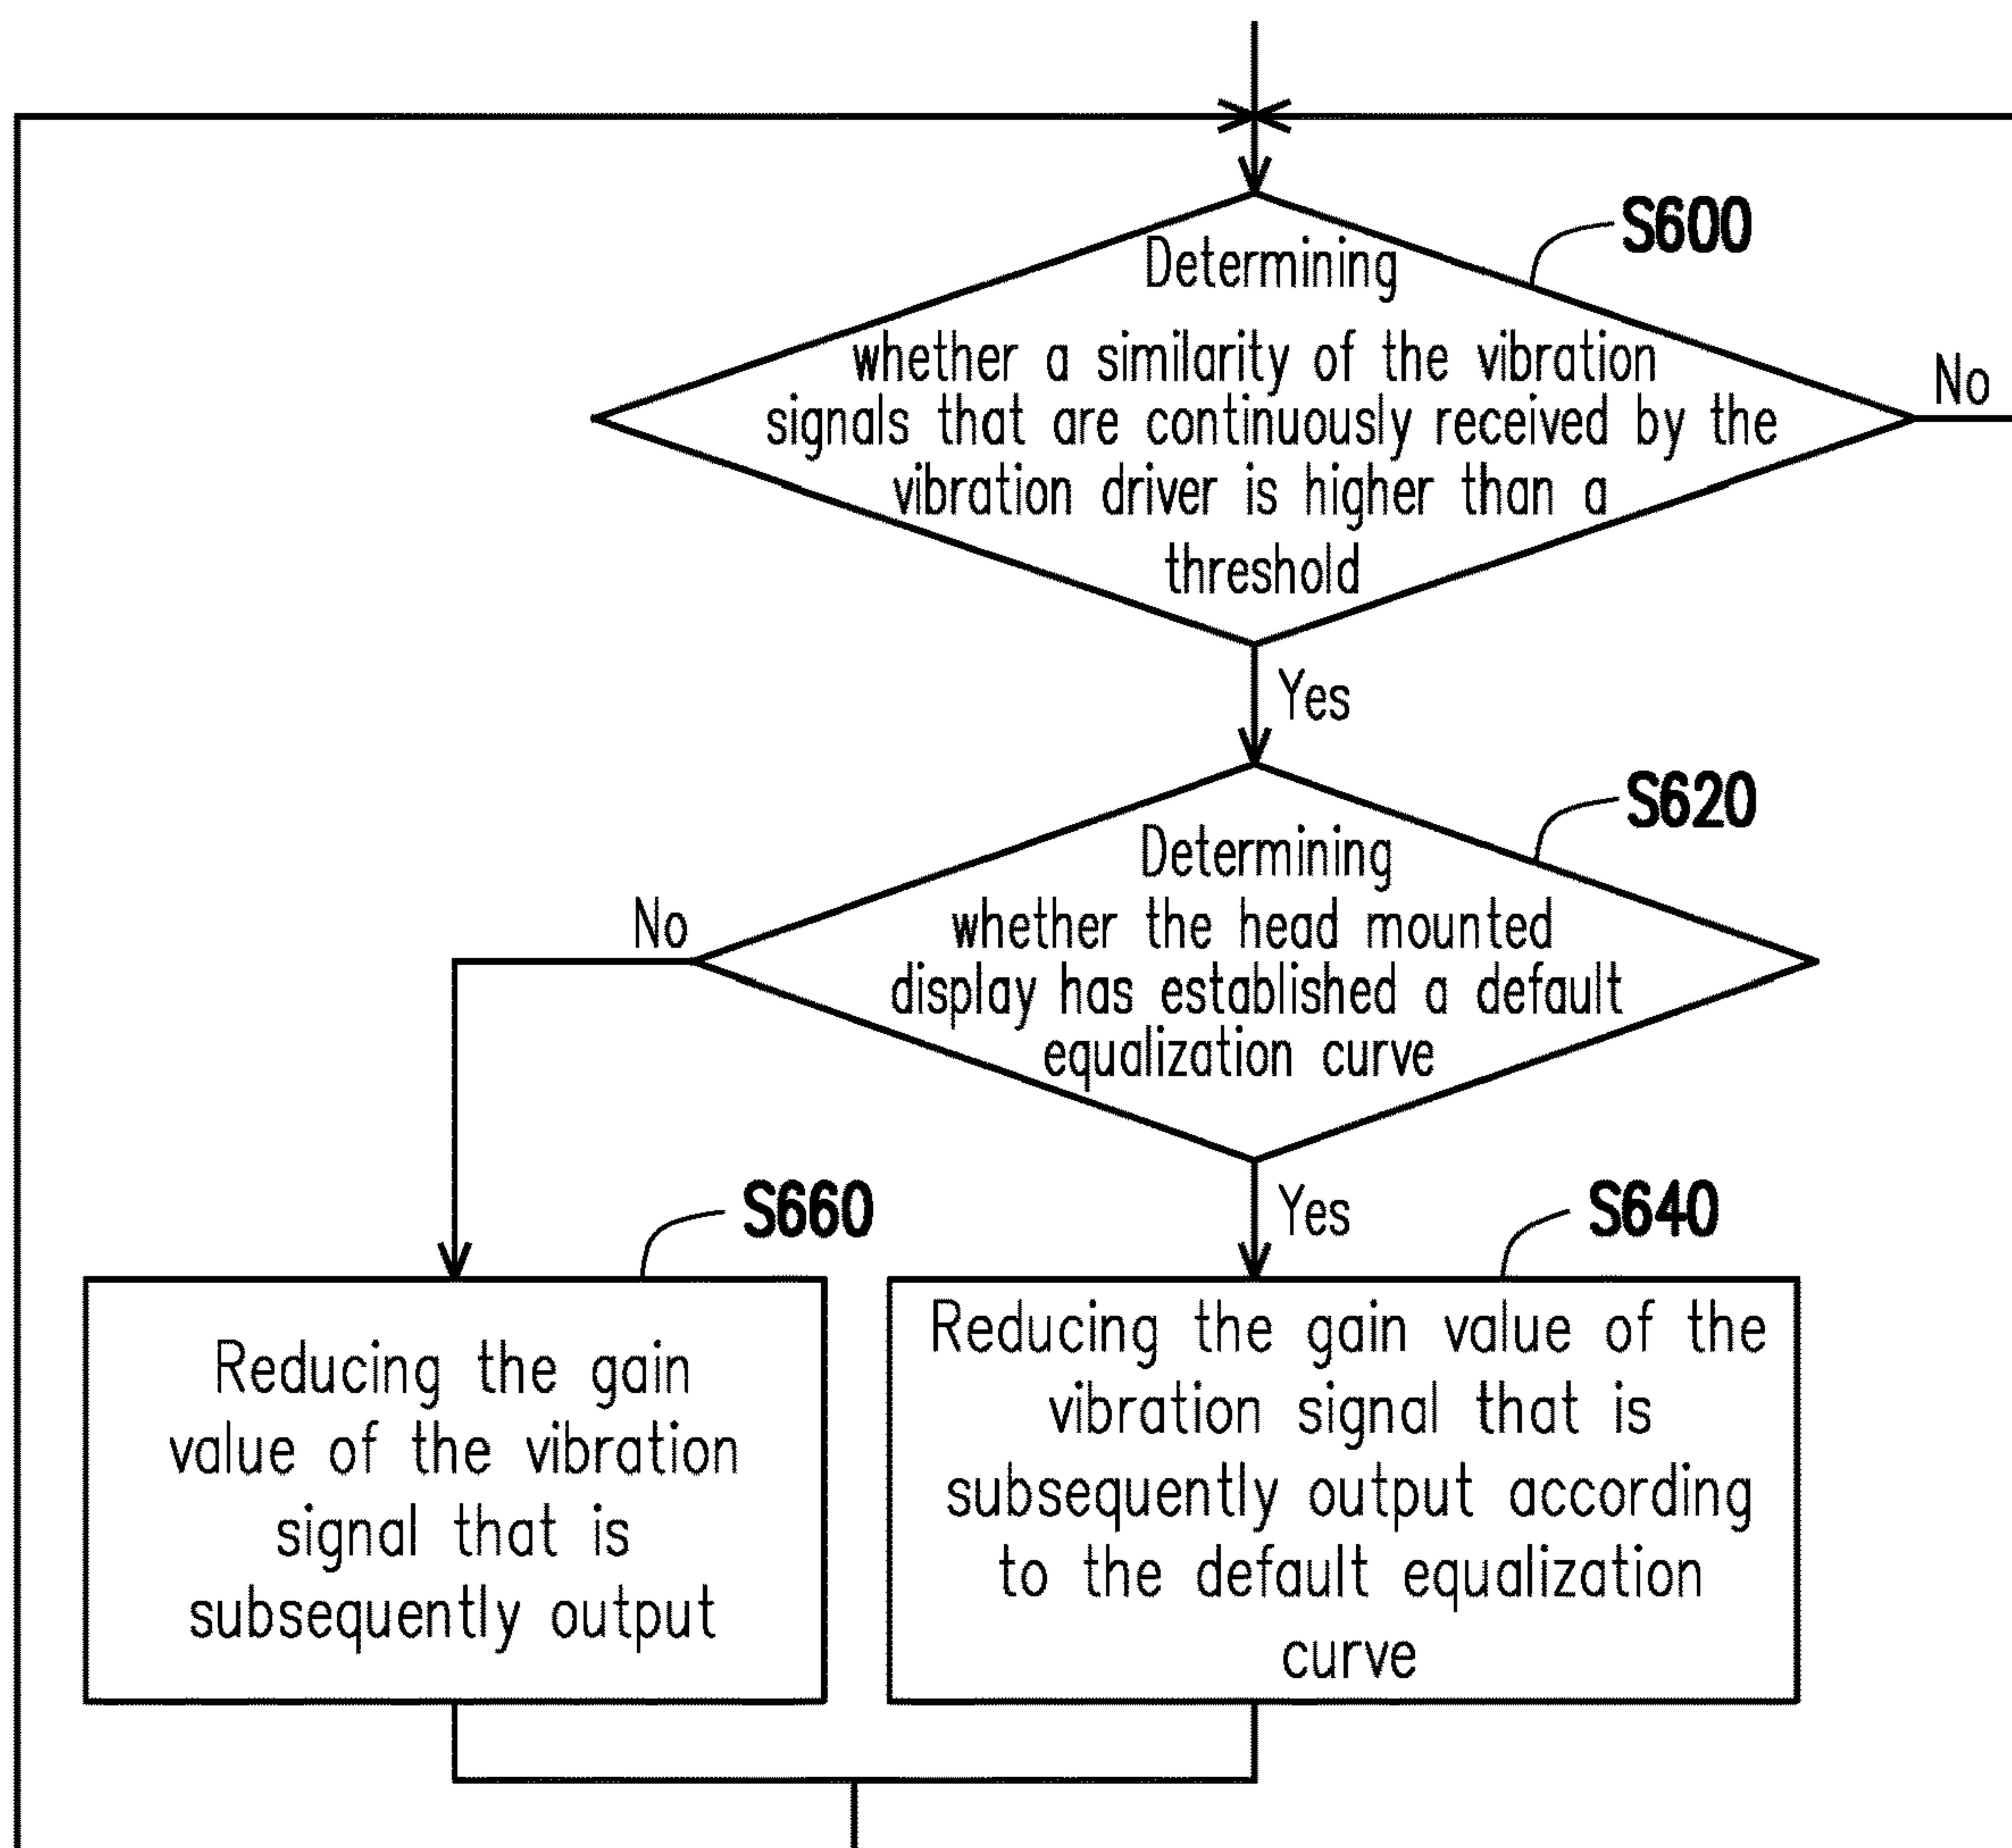 S600
Determining
whether a similarity of the vibration
signals that are continuously received by the
vibration driver is higher than a
threshold
No
Yes
S620
Determining
whether the head mounted
display has established a default
equalization curve
No
Yes
S660
Reducing the gain
value of the vibration
signal that is
subsequently output
S640
Reducing the gain value of the
vibration signal that is
subsequently output according
to the default equalization
curve